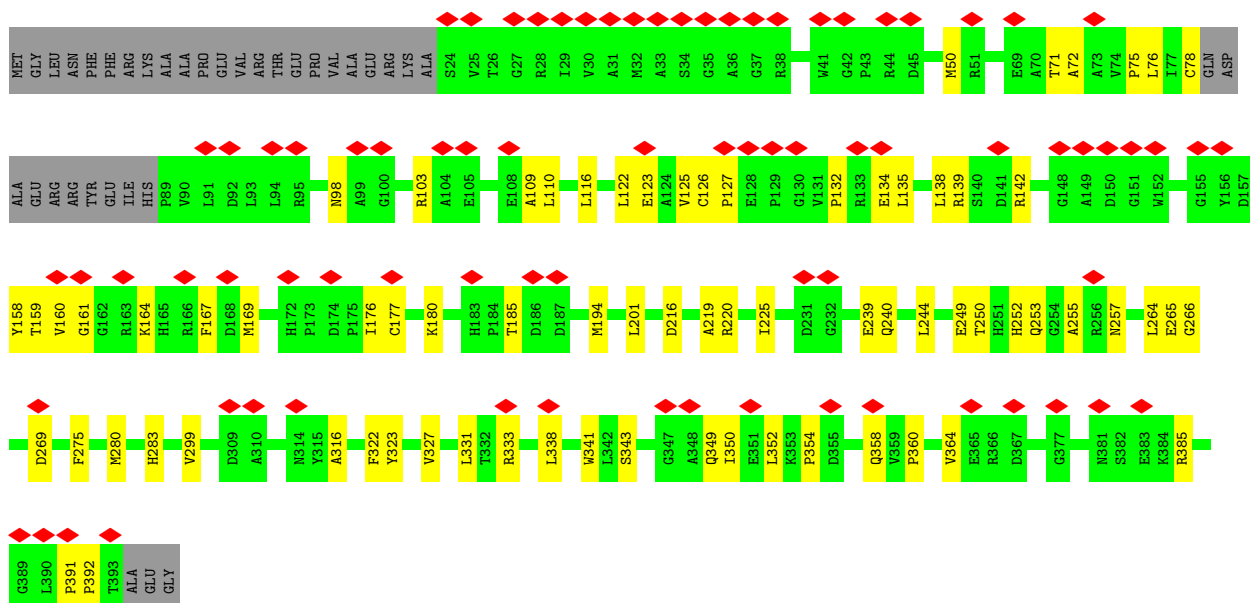 MET GLY LEU ASN PHE PHE ARG LYS ALA ALA PRO GLU VAL ARG THR GLU PRO VAL ALA GLU ARG LYS ALA S24 V25 T26 G27 R28 I29 V30 A31 M32 A33 S34 G35 A36 G37 R38 W41 G42 P43 R44 D45 M50 R51 E69 A70 T71 A72 A73 V74 P75 L76 I77 C78 GLN ASP
ALA GLU ARG ARG TYR GLU ILE HIS P89 V90 L91 D92 L93 L94 R95 N98 A99 G100 R103 A104 E105 E108 A109 L110 L116 L122 E123 A124 V125 C126 P127 E128 P129 G130 V131 P132 R133 E134 L135 L138 R139 S140 D141 R142 G148 A149 D150 G151 W152 G155 Y156 D157
Y158 T159 V160 G161 G162 R163 K164 H165 R166 F167 D168 M169 H172 P173 D174 P175 I176 C177 K180 H183 P184 T185 D186 D187 M194 L201 D216 A219 R220 I225 D231 G232 E239 Q240 L244 E249 T250 H251 H252 Q253 G254 A255 R256 N257 L264 E265 G266
D269 F275 M280 H283 V299 D309 A310 N314 Y315 A316 F322 Y323 V327 L331 T332 R333 L338 W341 L342 S343 G347 A348 Q349 I350 E351 L352 K353 P354 D355 Q358 V359 P360 V364 E365 R366 D367 G377 N381 S382 E383 K384 R385
G389 L390 P391 P392 T393 ALA GLU GLY